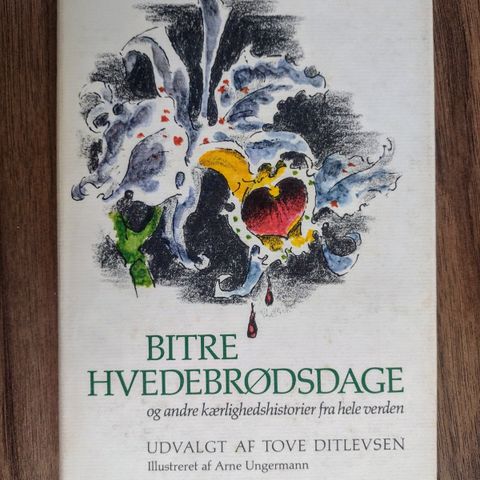 BITRE
HVEDEBRØDSDAGE
og andre kærlighedshistorier fra hele verden
UDVALGT AF TOVE DITLEVSEN
Illustreret af Arne Ungermann